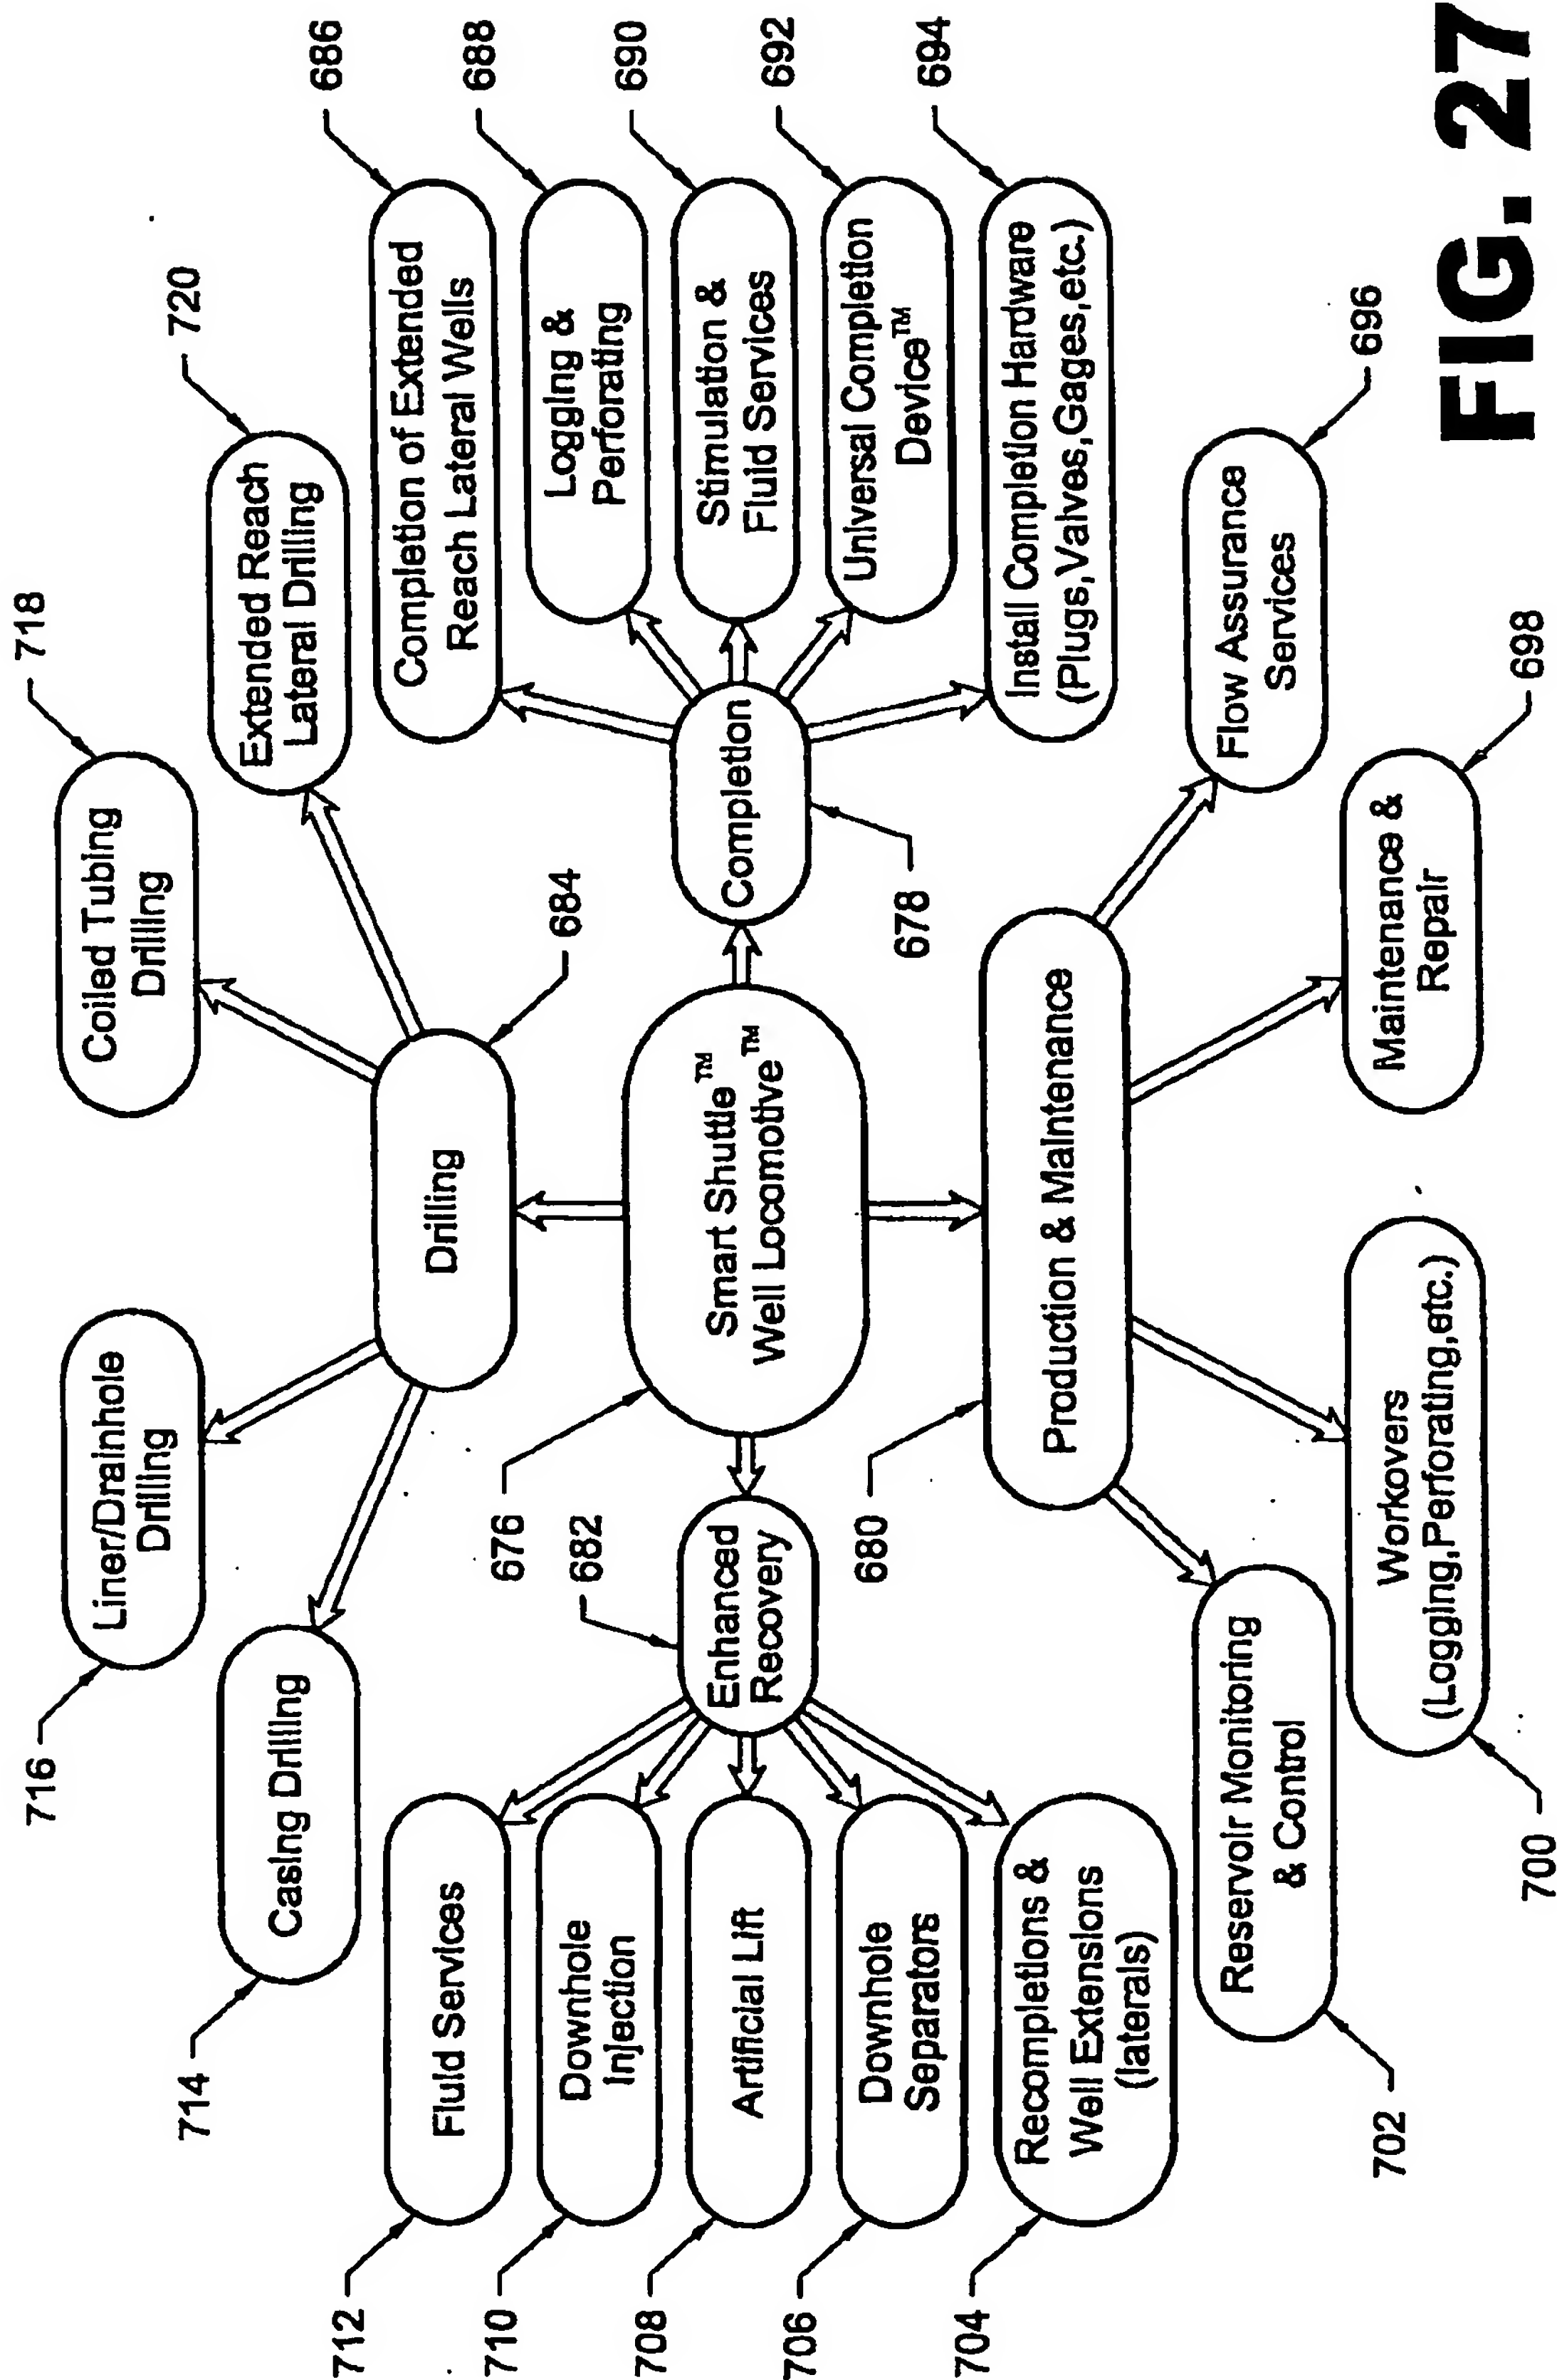 718
720
716
Coiled Tubing
Drilling
Liner/Drainhole
Drilling
714
Casing Drilling
Extended Reach
Lateral Drilling
686
712
Fluid Services
Drilling
684
Completion of Extended
Reach Lateral Wells
688
710
Downhole
Injection
676
Logging &
Perforating
690
708
Artificial Lift
682
Enhanced
Recovery
Smart Shuttle™
Well Locomotive™
Completion
Stimulation &
Fluid Services
692
706
Downhole
Separators
680
678
Universal Completion
Device™
694
704
Recompletions &
Well Extensions
(laterals)
Production & Maintenance
Install Completion Hardware
(Plugs,Valves,Gages,etc.)
702
Reservoir Monitoring
& Control
Flow Assurance
Services
696
700
Workovers
(Logging,Perforating,etc.)
Maintenance &
Repair
698
FIG. 27